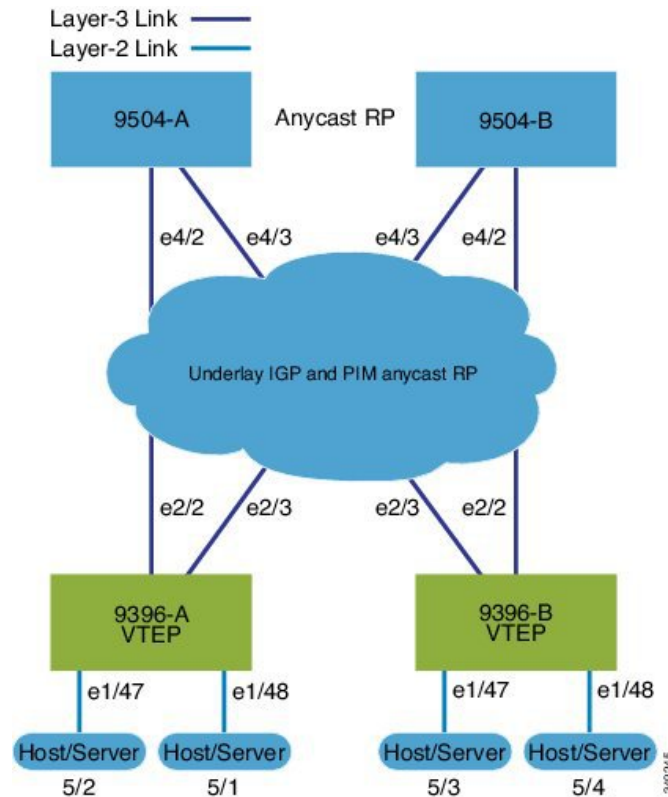 Layer-3 Link
Layer-2 Link
9504-A
Anycast RP
9504-B
e4/2
e4/3
e4/3
e4/2
Underlay IGP and PIM anycast RP
e2/2
e2/3
e2/3
e2/2
9396-A
VTEP
9396-B
VTEP
e1/47
e1/48
e1/47
e1/48
Host/Server
Host/Server
Host/Server
Host/Server
5/2
5/1
5/3
5/4